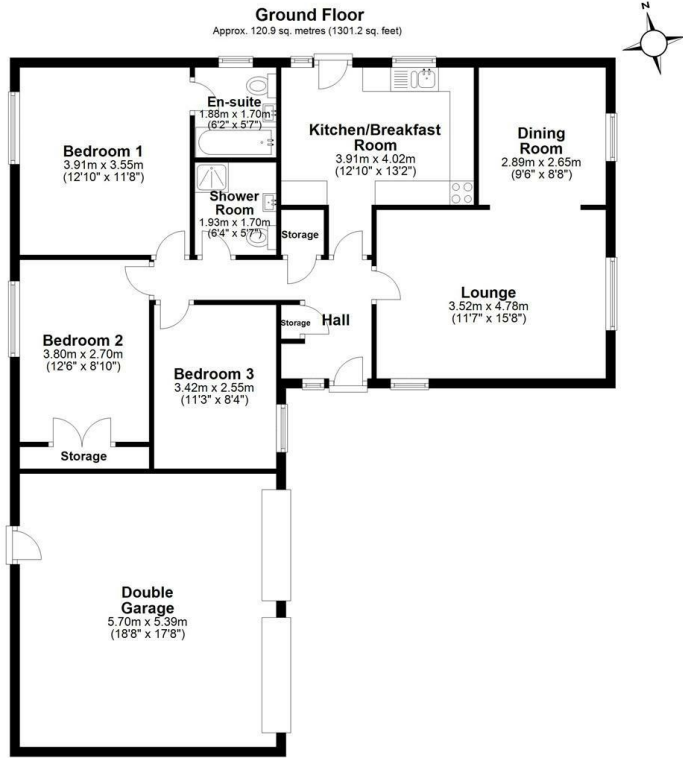 Ground Floor
Approx. 120.9 sq. metres (1301.2 sq. feet)
N
Bedroom 1
3.91m x 3.55m
(12'10" x 11'8")
En-suite
1.88m x 1.70m
(6'2" x 5'7")
Kitchen/Breakfast
Room
3.91m x 4.02m
(12'10" x 13'2")
Dining
Room
2.89m x 2.65m
(9'6" x 8'8")
Shower
Room
1.93m x 1.70m
(6'4" x 5'7")
Storage
Lounge
3.52m x 4.78m
(11'7" x 15'8")
Storage
Hall
Bedroom 2
3.80m x 2.70m
(12'6" x 8'10")
Bedroom 3
3.42m x 2.55m
(11'3" x 8'4")
Storage
Double
Garage
5.70m x 5.39m
(18'8" x 17'8")